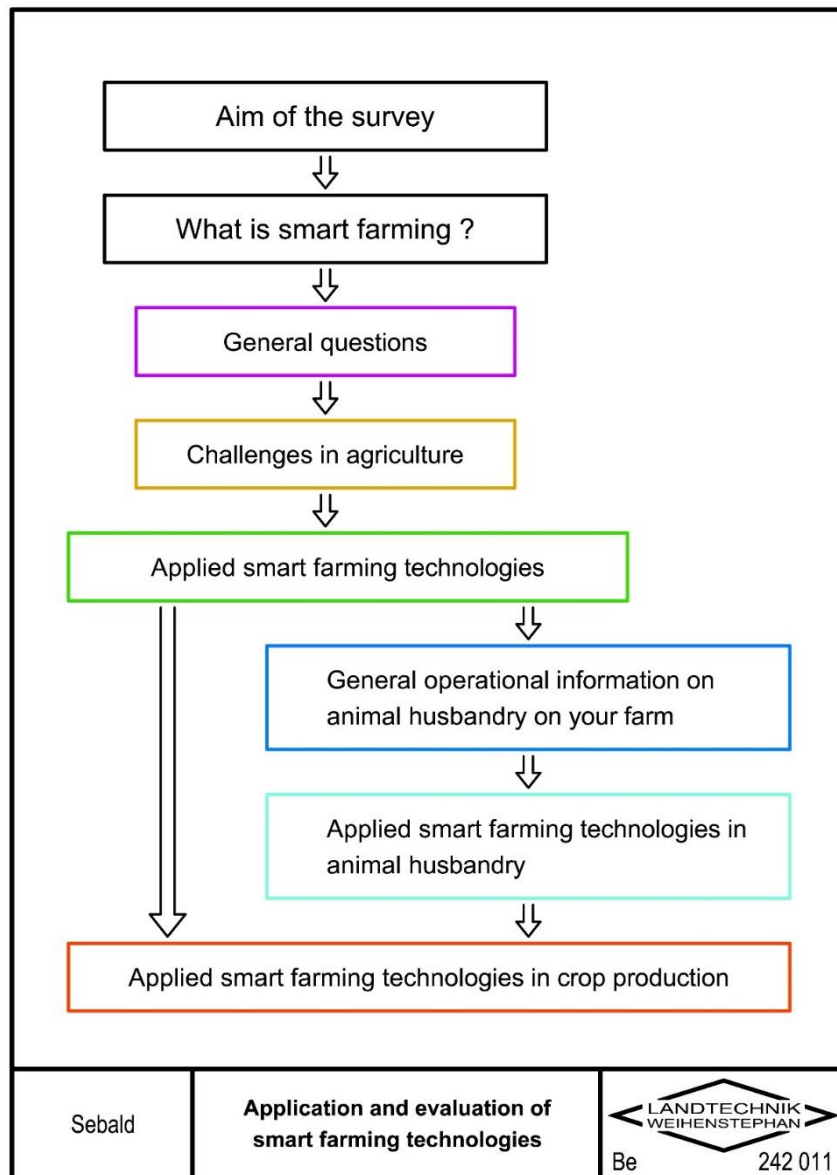 Aim of the survey
What is smart farming ?
General questions
Challenges in agriculture
Applied smart farming technologies
General operational information on
animal husbandry on your farm
Applied smart farming technologies in
animal husbandry
Applied smart farming technologies in crop production
Sebald
Application and evaluation of
smart farming technologies
LANDTECHNIK
WEIHENSTEPHAN
Be 242 011